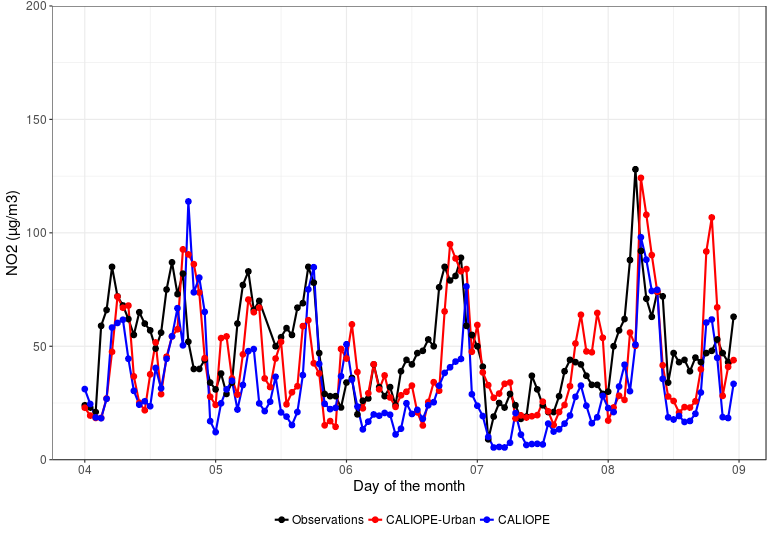 200
150
100
50
0
NO2 (µg/m3)
04 05 06 07 08 09
Day of the month
Observations CALIOPE-Urban CALIOPE